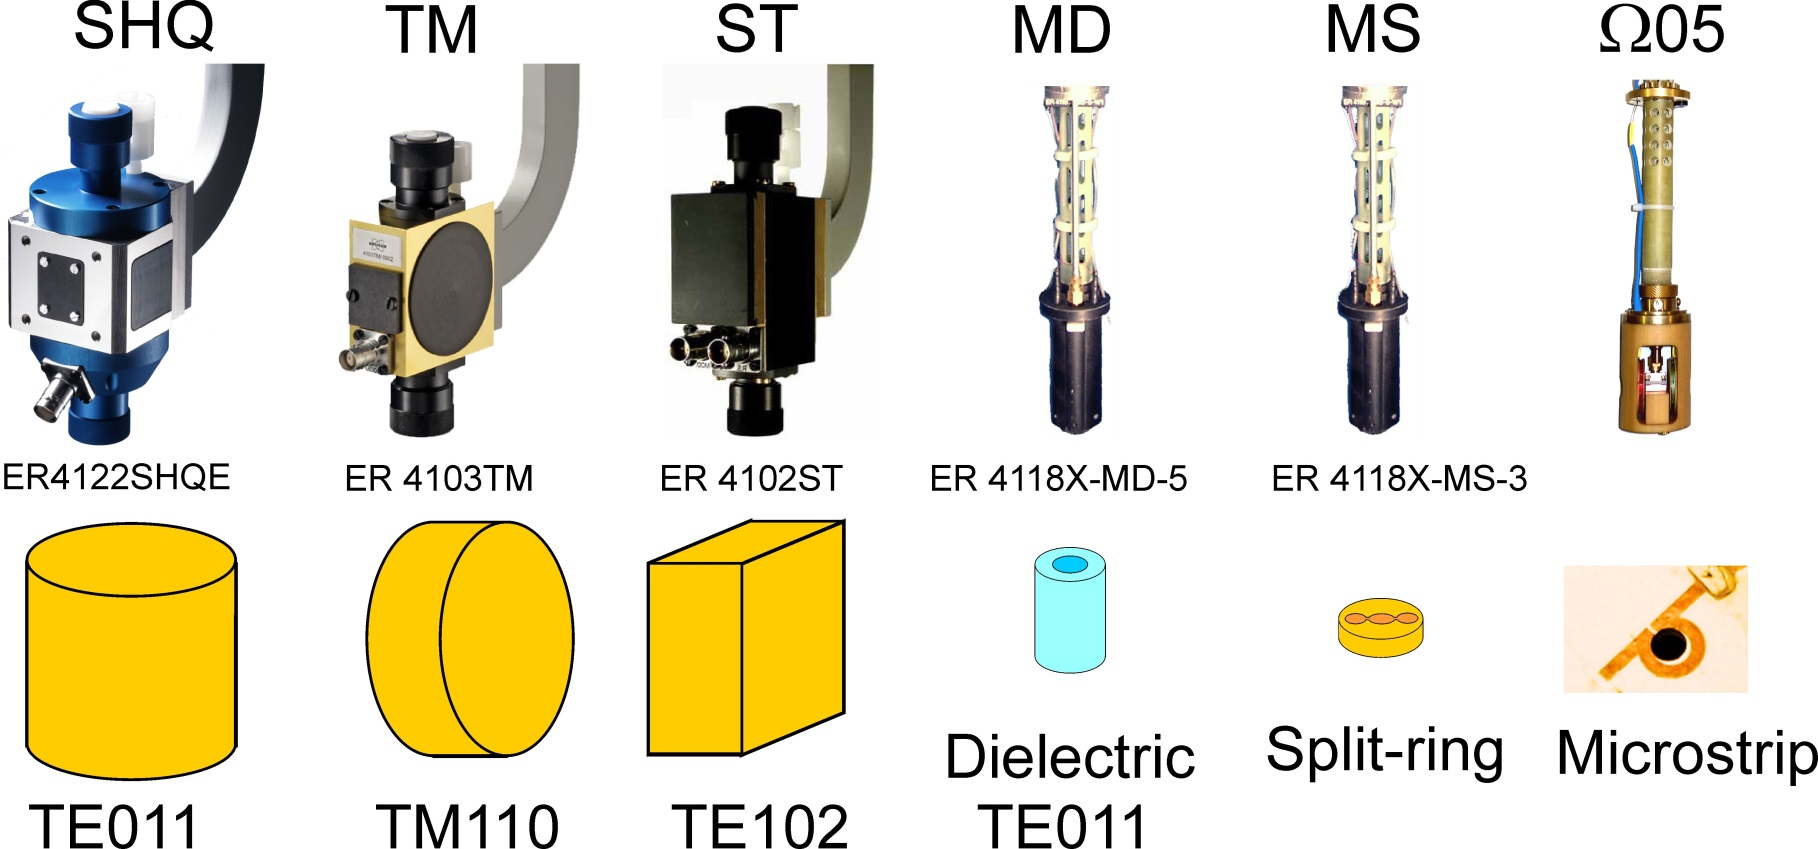 SHQ
TM
ST
MD
MS
Ω05
ER4122SHQE
ER 4103TM
ER 4102ST
ER 4118X-MD-5
ER 4118X-MS-3
Dielectric
Split-ring
Microstrip
TE011
TM110
TE102
TE011